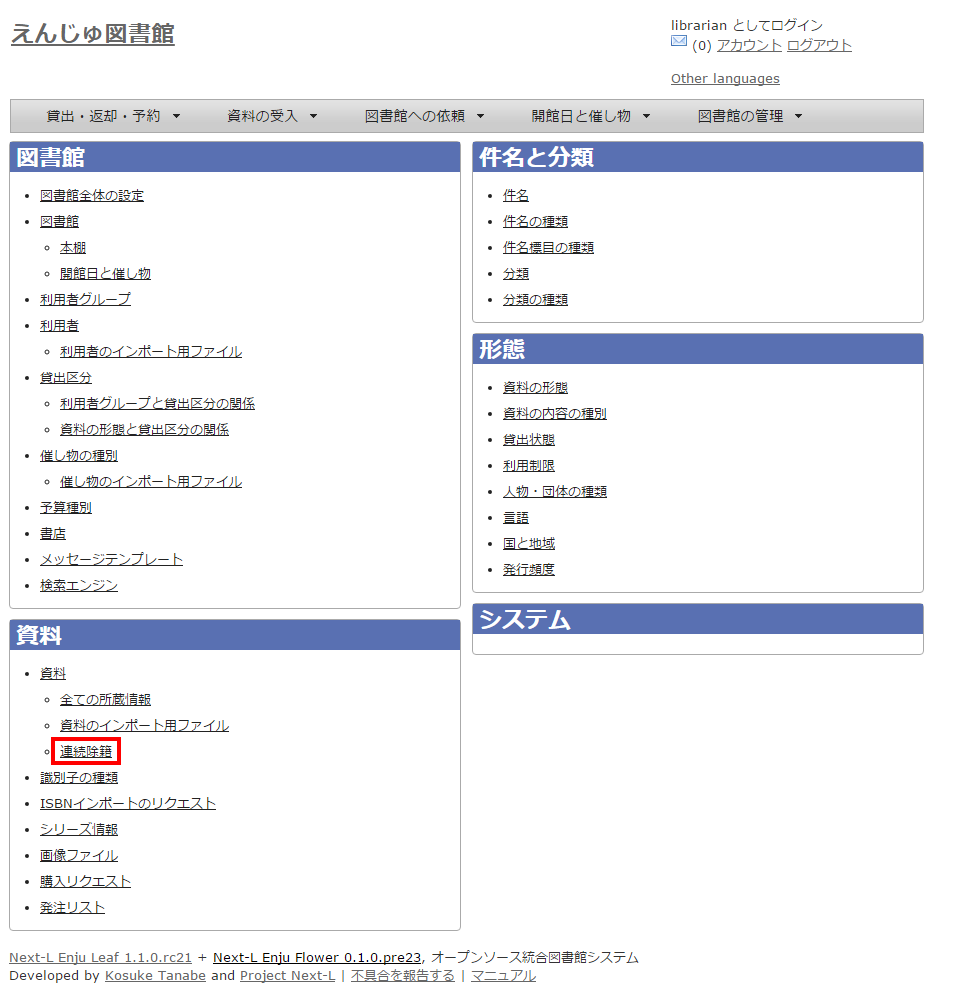 えんじゅ図書館
librarian としてログイン
(0) アカウント ログアウト
Other languages
貸出・返却・予約 ▼ 資料の受入 ▼ 図書館への依頼 ▼ 開館日と催し物 ▼ 図書館の管理 ▼
図書館
図書館全体の設定
図書館
本棚
開館日と催し物
利用者グループ
利用者
利用者のインポート用ファイル
貸出区分
利用者グループと貸出区分の関係
資料の形態と貸出区分の関係
催し物の種別
催し物のインポート用ファイル
予算種別
書店
メッセージテンプレート
検索エンジン
資料
資料
全ての所蔵情報
資料のインポート用ファイル
連続除籍
識別子の種類
ISBNインポートのリクエスト
シリーズ情報
画像ファイル
購入リクエスト
発注リスト
件名と分類
件名
件名の種類
件名標目の種類
分類
分類の種類
形態
資料の形態
資料の内容の種別
貸出状態
利用制限
人物・団体の種類
言語
国と地域
発行頻度
システム
Next-L Enju Leaf 1.1.0.rc21 + Next-L Enju Flower 0.1.0.pre23, オープンソース統合図書館システム
Developed by Kosuke Tanabe and Project Next-L | 不具合を報告する | マニュアル